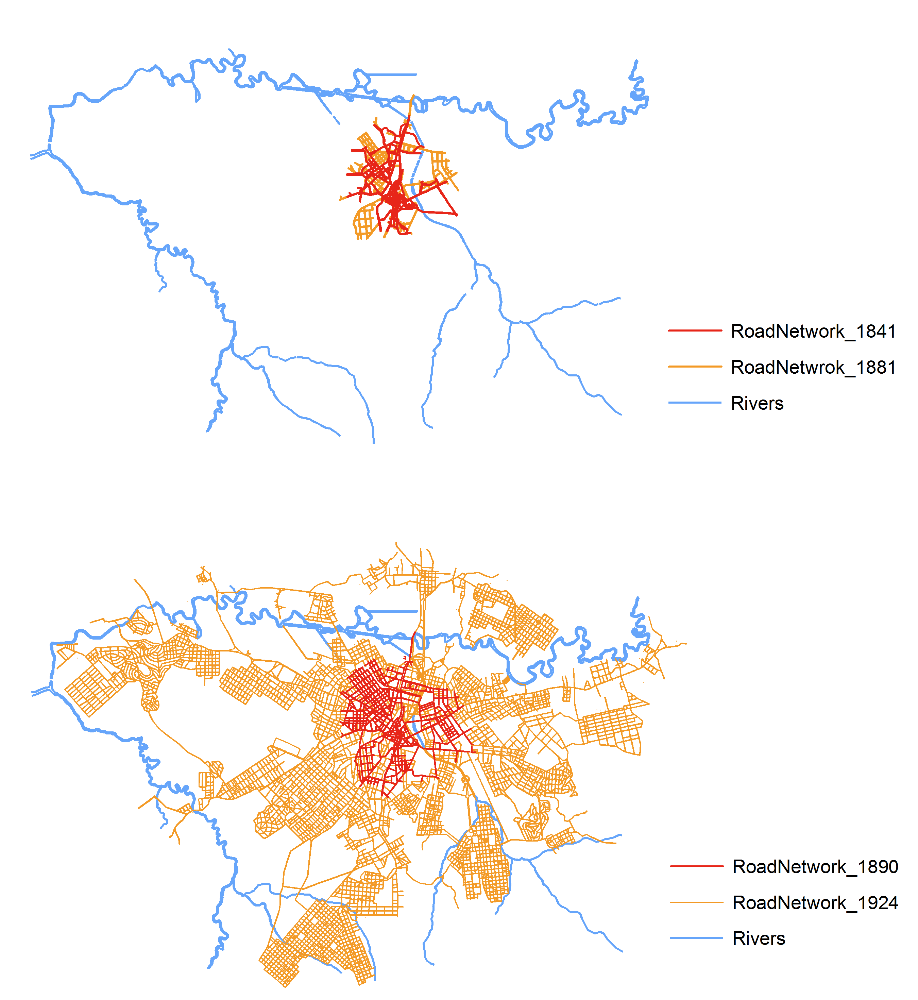 RoadNetwork_1841
RoadNetwrok_1881
Rivers
RoadNetwork_1890
RoadNetwork_1924
Rivers